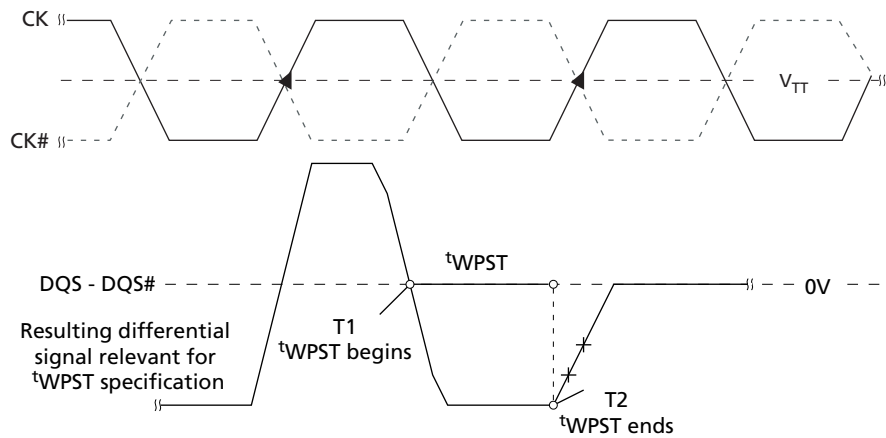 CK
V_TT
CK#
tWPST
DQS - DQS#
0V
Resulting differential
signal relevant for
tWPST specification
T1
tWPST begins
T2
tWPST ends